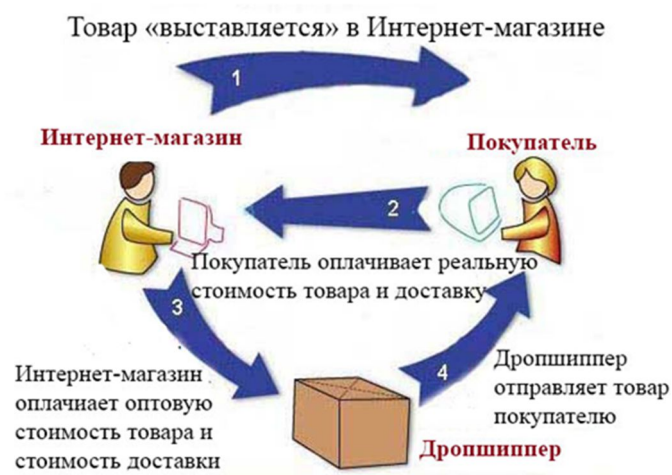 Товар «выставляется» в Интернет-магазине
1
Интернет-магазин
Покупатель
2
Покупатель оплачивает реальную
стоимость товара и доставку
3
Интернет-магазин
оплачиает оптовую
стоимость товара и
стоимость доставки
4
Дропшиппер
отправляет товар
покупателю
Дропшиппер